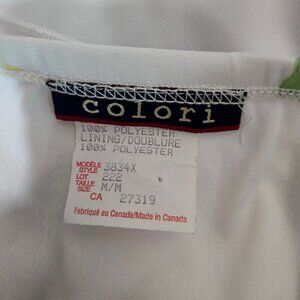 colori
100% POLYESTER
LINING/DOUBLURE
100% POLYESTER
MODÈLE
STYLE 3834X
LOT 222
TAILLE
SIZE M/M
CA 27319
Fabriqué au Canada/Made in Canada